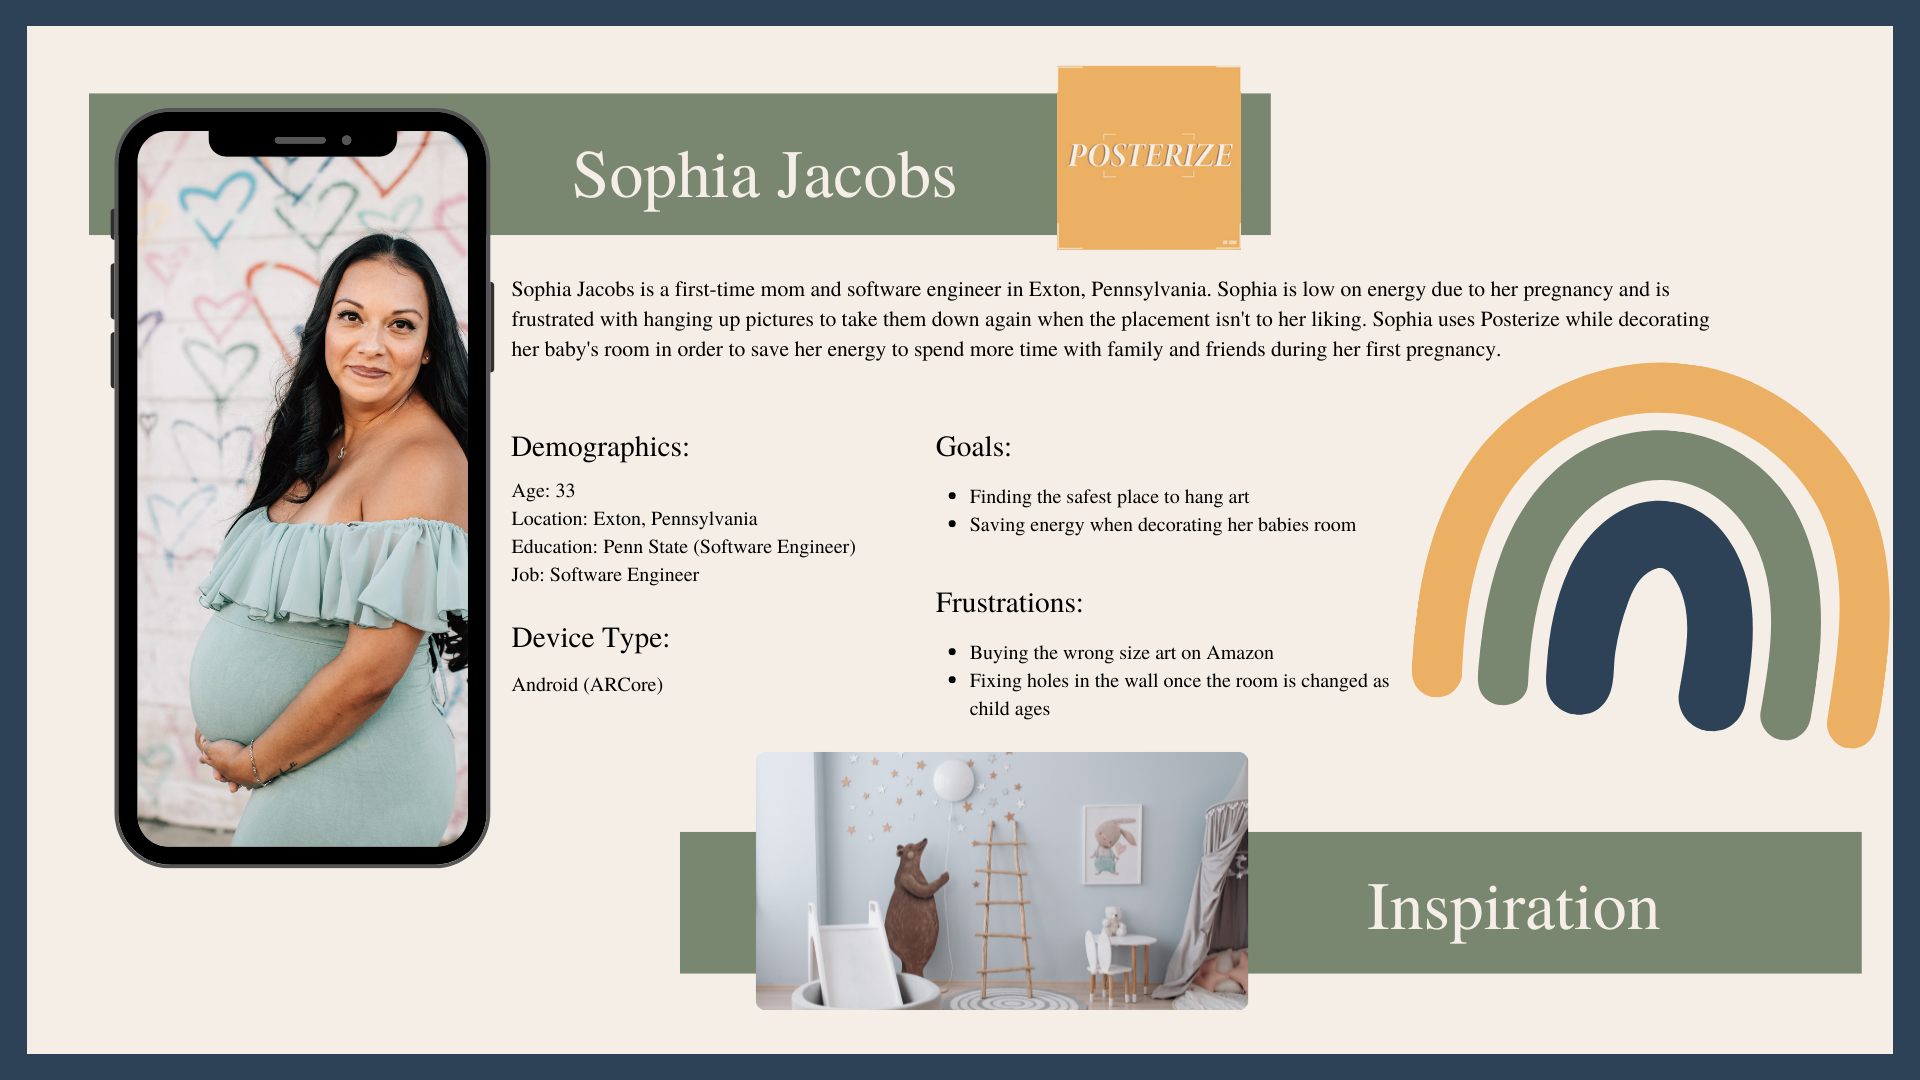 Sophia Jacobs
POSTERIZE
Sophia Jacobs is a first-time mom and software engineer in Exton, Pennsylvania. Sophia is low on energy due to her pregnancy and is
frustrated with hanging up pictures to take them down again when the placement isn't to her liking. Sophia uses Posterize while decorating
her baby's room in order to save her energy to spend more time with family and friends during her first pregnancy.
Demographics:
Age: 33
Location: Exton, Pennsylvania
Education: Penn State (Software Engineer)
Job: Software Engineer
Device Type:
Android (ARCore)
Goals:
• Finding the safest place to hang art
• Saving energy when decorating her babies room
Frustrations:
• Buying the wrong size art on Amazon
• Fixing holes in the wall once the room is changed as
child ages
Inspiration